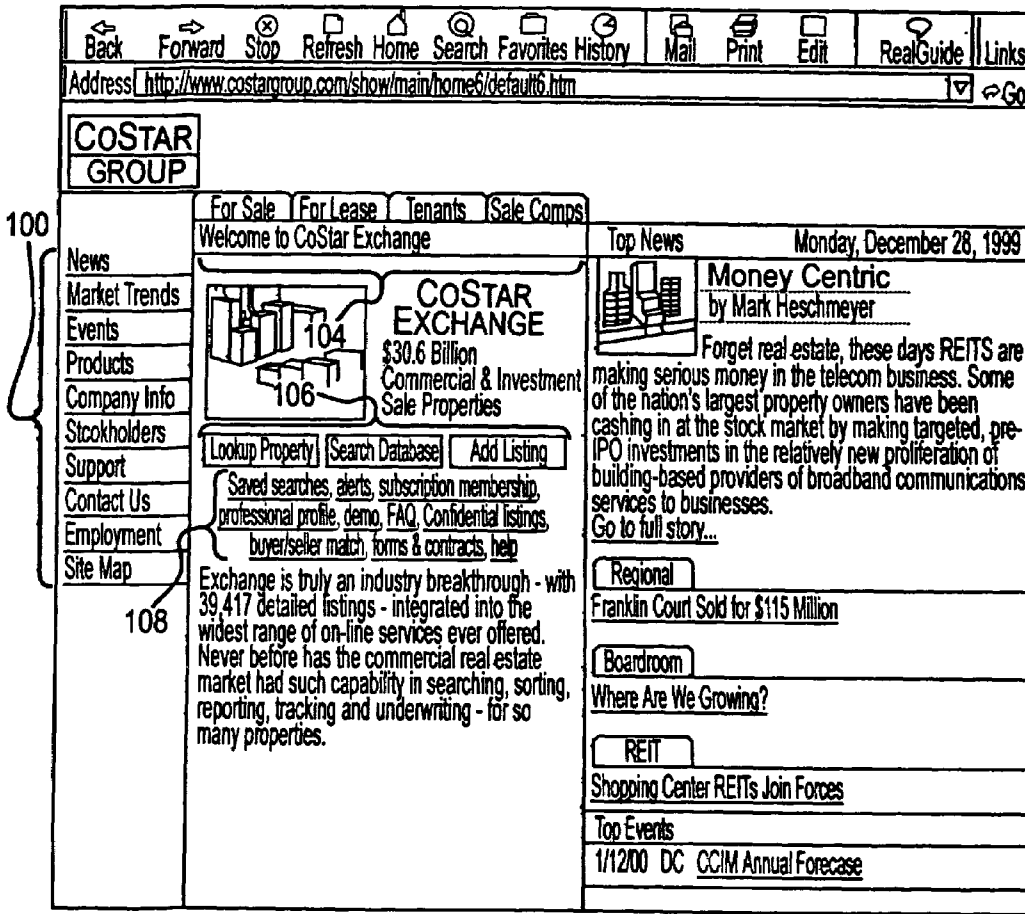 Back Forward Stop Refresh Home Search Favorites History Mail Print Edit RealGuide Links
Address http://www.costargroup.com/show/main/home6/default6.htm Go
COSTAR
GROUP
100
For Sale For Lease Tenants Sale Comps
Welcome to CoStar Exchange
News
Market Trends
Events
Products
Company Info
Stcokholders
Support
Contact Us
Employment
Site Map
104
106
COSTAR
EXCHANGE
$30.6 Billion
Commercial & Investment
Sale Properties
Lookup Property Search Database Add Listing
Saved searches, alerts, subscription membership,
professional profile, demo, FAQ, Confidential listings,
buyer/seller match, forms & contracts, help
108
Exchange is truly an industry breakthrough - with
39,417 detailed listings - integrated into the
widest range of on-line services ever offered.
Never before has the commercial real estate
market had such capability in searching, sorting,
reporting, tracking and underwriting - for so
many properties.
Top News Monday, December 28, 1999
Money Centric
by Mark Heschmeyer
Forget real estate, these days REITS are
making serious money in the telecom business. Some
of the nation's largest property owners have been
cashing in at the stock market by making targeted, pre-
IPO investments in the relatively new proliferation of
building-based providers of broadband communications
services to businesses.
Go to full story...
Regional
Franklin Court Sold for $115 Million
Boardroom
Where Are We Growing?
REIT
Shopping Center REITs Join Forces
Top Events
1/12/00 DC CCIM Annual Forecase